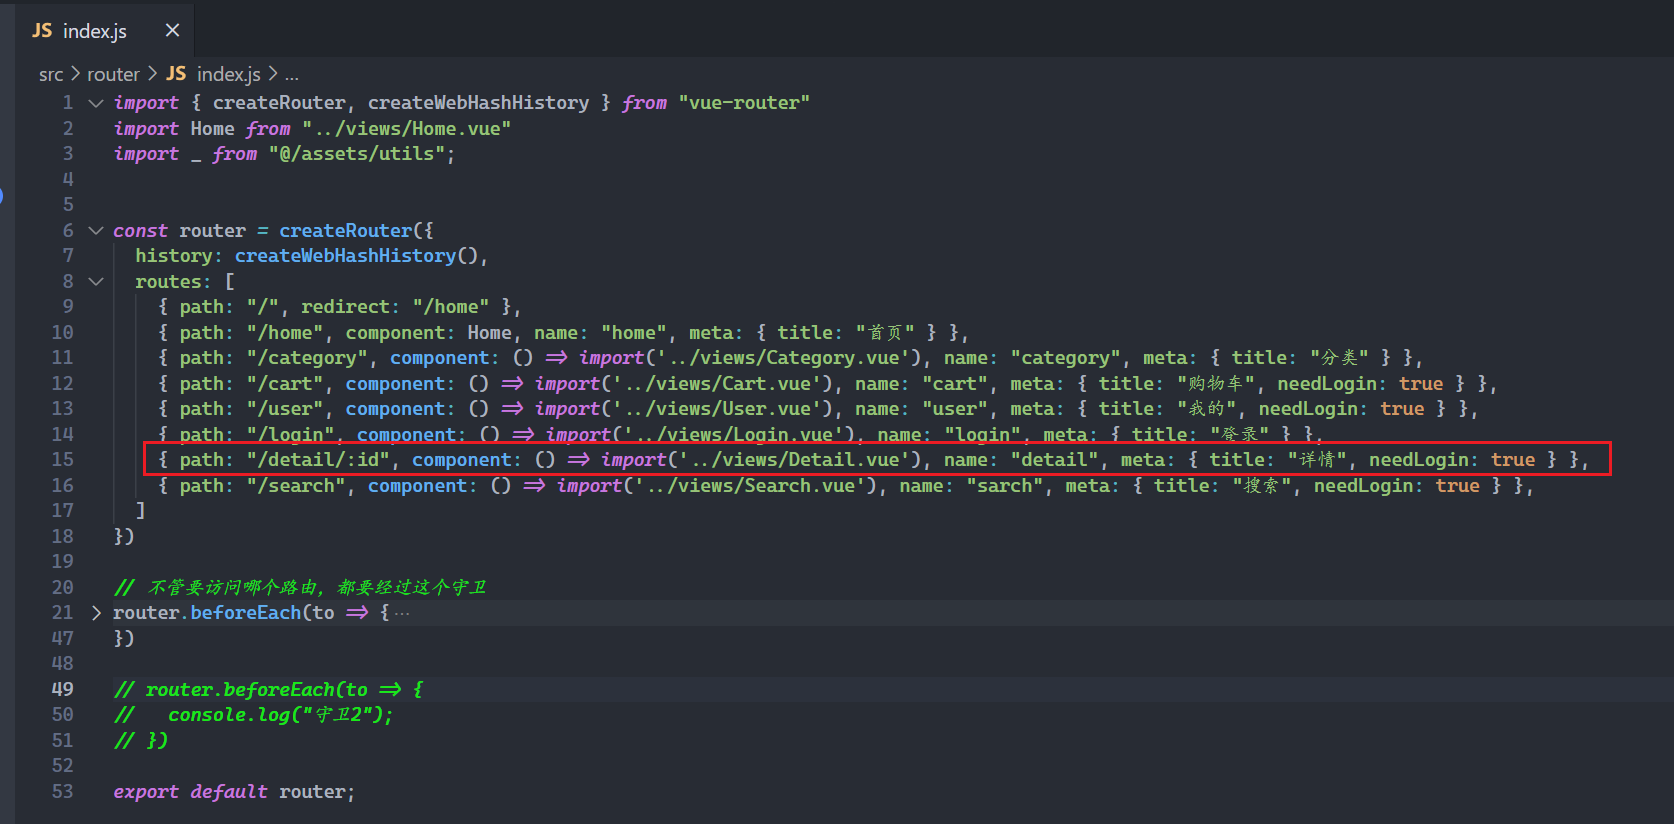 JS index.js ×
src > router > JS index.js > ...
1 import { createRouter, createWebHashHistory } from "vue-router"
2 import Home from "../views/Home.vue"
3 import _ from "@/assets/utils";
4
5
6 const router = createRouter({
7 history: createWebHashHistory(),
8 routes: [
9 { path: "/", redirect: "/home" },
10 { path: "/home", component: Home, name: "home", meta: { title: "首页" } },
11 { path: "/category", component: () => import('../views/Category.vue'), name: "category", meta: { title: "分类" } },
12 { path: "/cart", component: () => import('../views/Cart.vue'), name: "cart", meta: { title: "购物车", needLogin: true } },
13 { path: "/user", component: () => import('../views/User.vue'), name: "user", meta: { title: "我的", needLogin: true } },
14 { path: "/login", component: () => import('../views/Login.vue'), name: "login", meta: { title: "登录" } },
15 { path: "/detail/:id", component: () => import('../views/Detail.vue'), name: "detail", meta: { title: "详情", needLogin: true } },
16 { path: "/search", component: () => import('../views/Search.vue'), name: "sarch", meta: { title: "搜索", needLogin: true } },
17 ]
18 })
19
20 // 不管要访问哪个路由，都要经过这个守卫
21 router.beforeEach(to => { ...
47 })
48
49 // router.beforeEach(to => {
50 // console.log("守卫2");
51 // })
52
53 export default router;